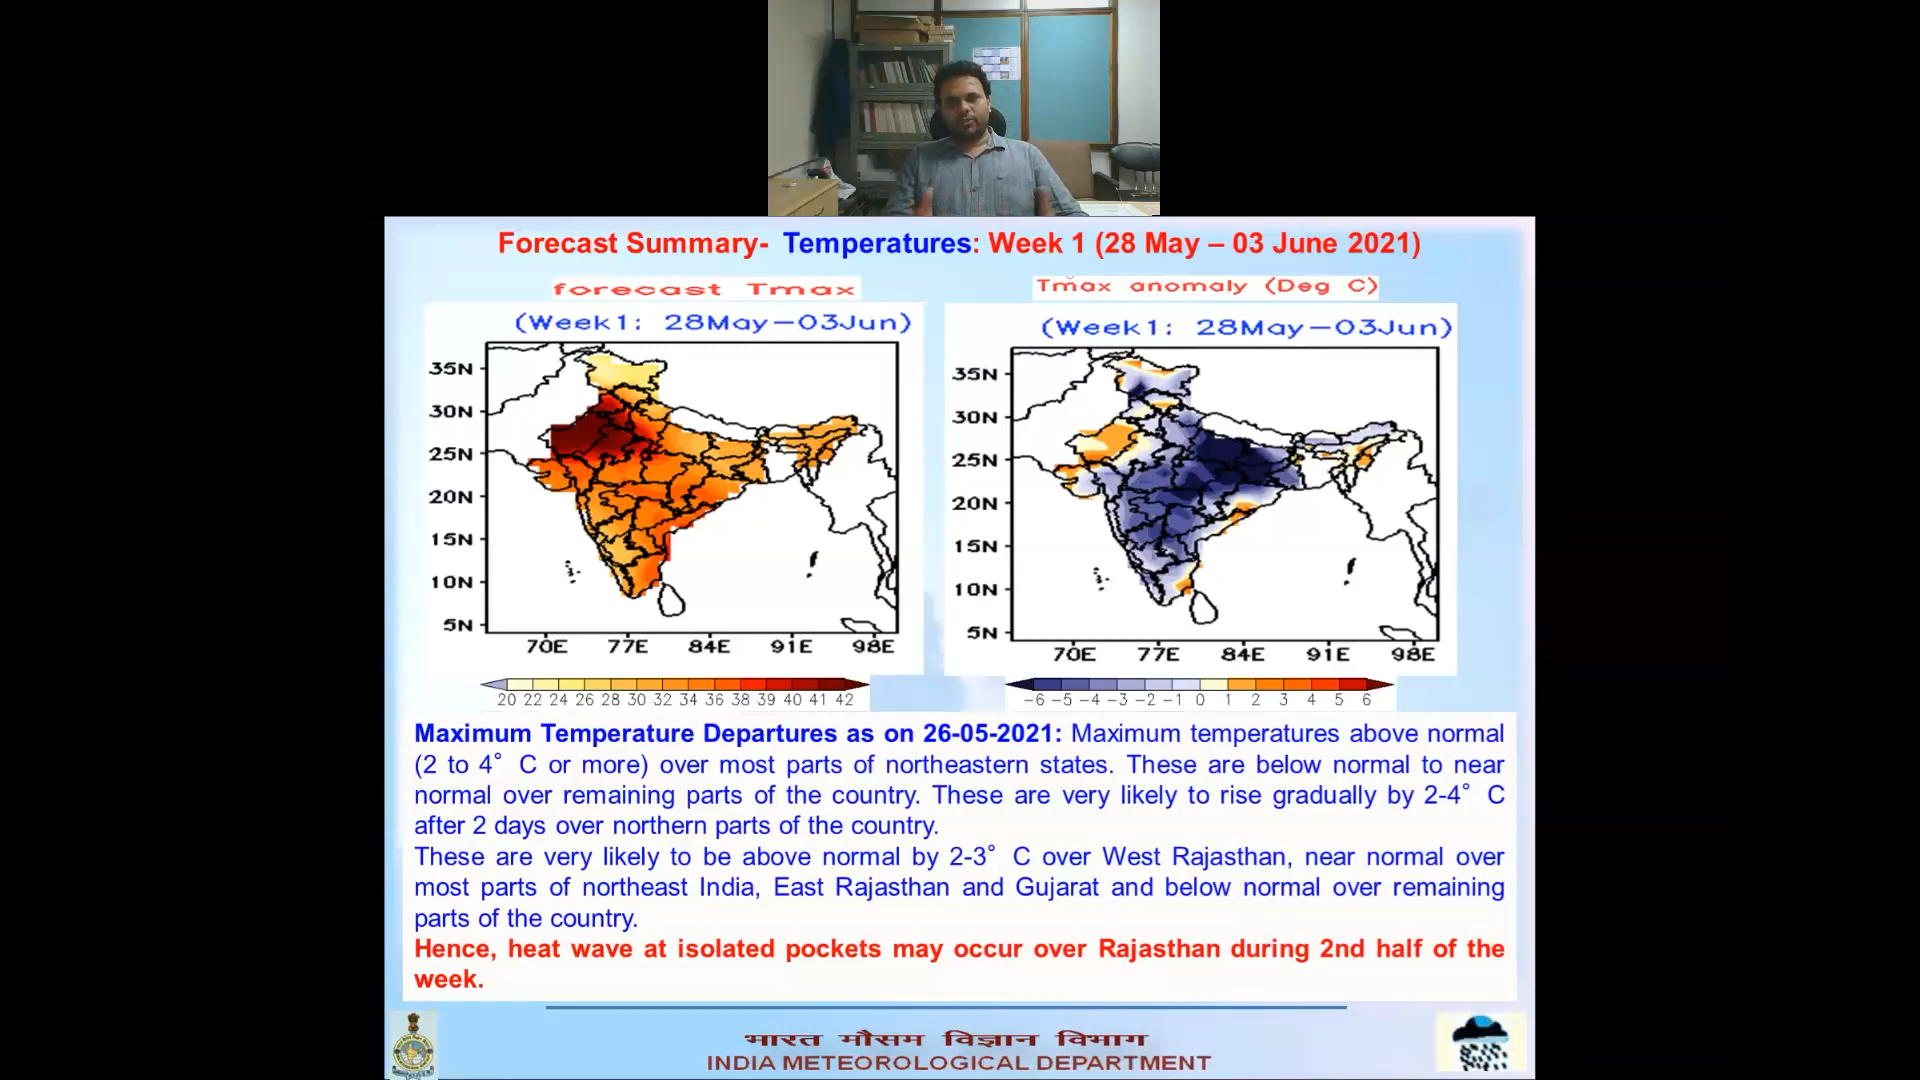 Forecast Summary- Temperatures: Week 1 (28 May – 03 June 2021)
forecast Tmax
(Week1: 28May–03Jun)
35N
30N
25N
20N
15N
10N
5N
70E 77E 84E 91E 98E
20 22 24 26 28 30 32 34 36 38 39 40 41 42
Tmax anomaly (Deg C)
(Week1: 28May–03Jun)
35N
30N
25N
20N
15N
10N
5N
70E 77E 84E 91E 98E
-6 -5 -4 -3 -2 -1 0 1 2 3 4 5 6
Maximum Temperature Departures as on 26-05-2021: Maximum temperatures above normal
(2 to 4° C or more) over most parts of northeastern states. These are below normal to near
normal over remaining parts of the country. These are very likely to rise gradually by 2-4° C
after 2 days over northern parts of the country.
These are very likely to be above normal by 2-3° C over West Rajasthan, near normal over
most parts of northeast India, East Rajasthan and Gujarat and below normal over remaining
parts of the country.
Hence, heat wave at isolated pockets may occur over Rajasthan during 2nd half of the
week.
भारत मौसम विज्ञान विभाग
INDIA METEOROLOGICAL DEPARTMENT